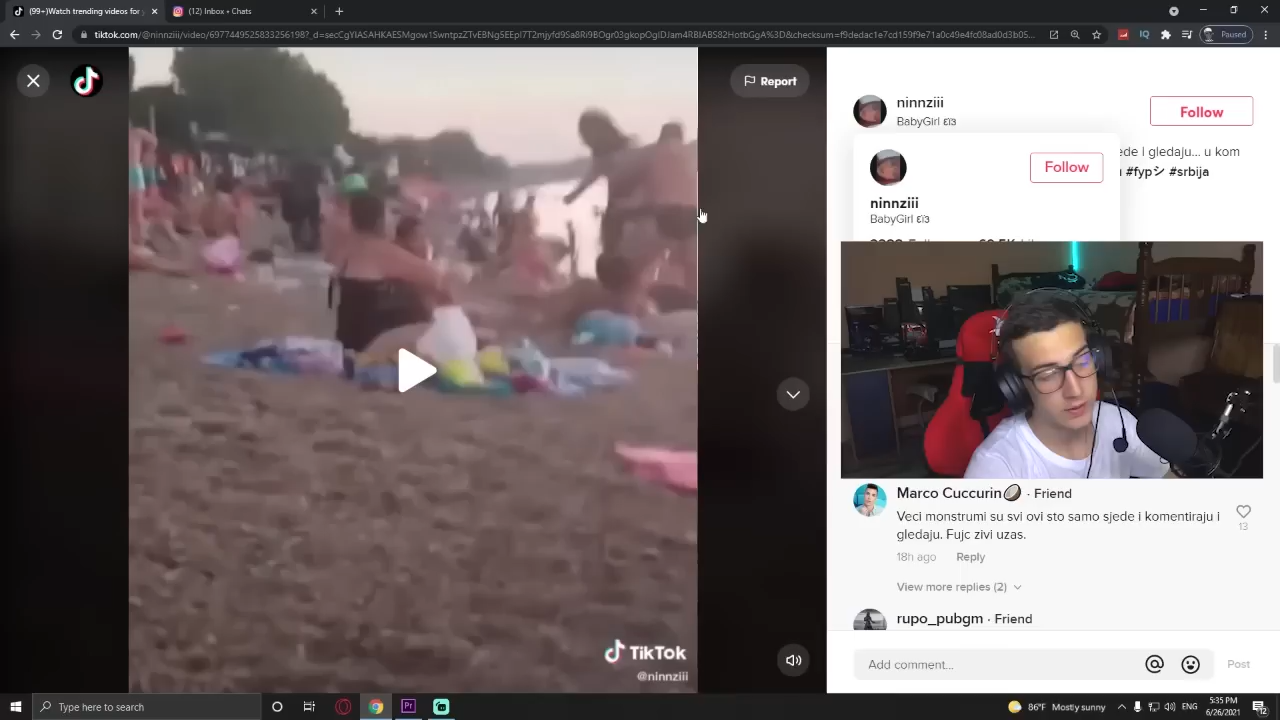 (99+)Watch trending videos for
(12) Inbox • Chats
Paused
Report
ninnziii
BabyGirl εïз
Follow
ede i gledaju... u kom
#fypシ #srbija
ninnziii
BabyGirl εïз
Follow
Marco Cuccurin🥥 · Friend
Veci monstrumi su svi ovi sto samo sjede i komentiraju i
gledaju. Fujc zivi uzas.
13
18h ago Reply
View more replies (2)
rupo_pubgm · Friend
TikTok
@ninnziii
Add comment...
Post
Type here to search
86°F Mostly sunny
ENG
5:35 PM
6/26/2021